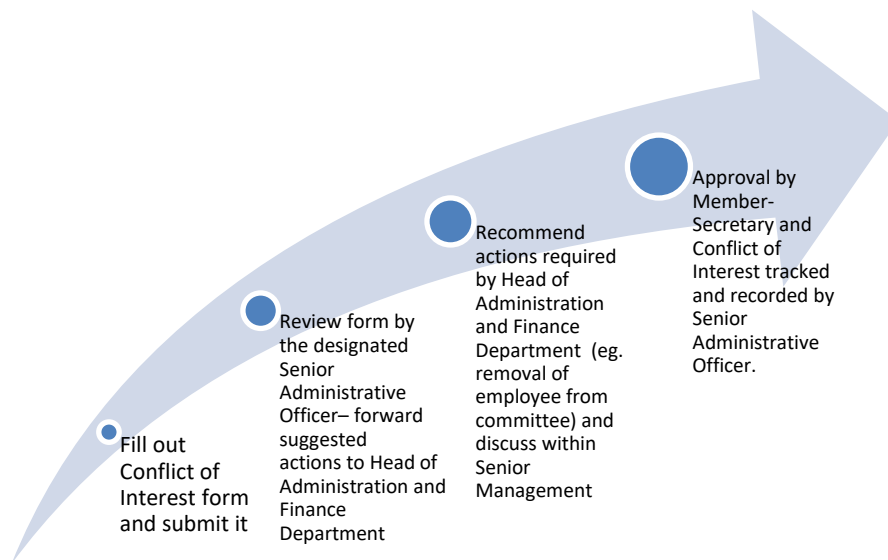 Fill out
Conflict of
Interest form
and submit it
Review form by
the designated
Senior
Administrative
Officer– forward
suggested
actions to Head of
Administration and
Finance
Department
Recommend
actions required
by Head of
Administration
and Finance
Department (eg.
removal of
employee from
committee) and
discuss within
Senior
Management
Approval by
Member-
Secretary and
Conflict of
Interest tracked
and recorded by
Senior
Administrative
Officer.